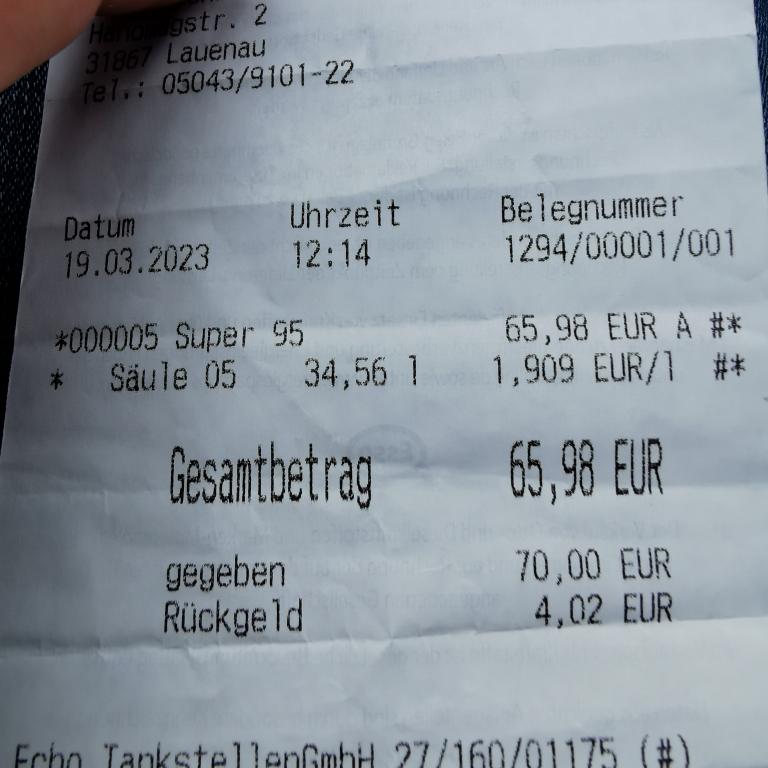 2
31867 Lauenau
Tel.: 05043/9101-22
Datum Uhrzeit Belegnummer
19.03.2023 12:14 1294/00001/001
*000005 Super 95 65,98 EUR A #*
* Säule 05 34,56 l 1,909 EUR/l #*
Gesamtbetrag 65,98 EUR
gegeben 70,00 EUR
Rückgeld 4,02 EUR
Echo TankstellenGmbH 27/160/01175 (#)